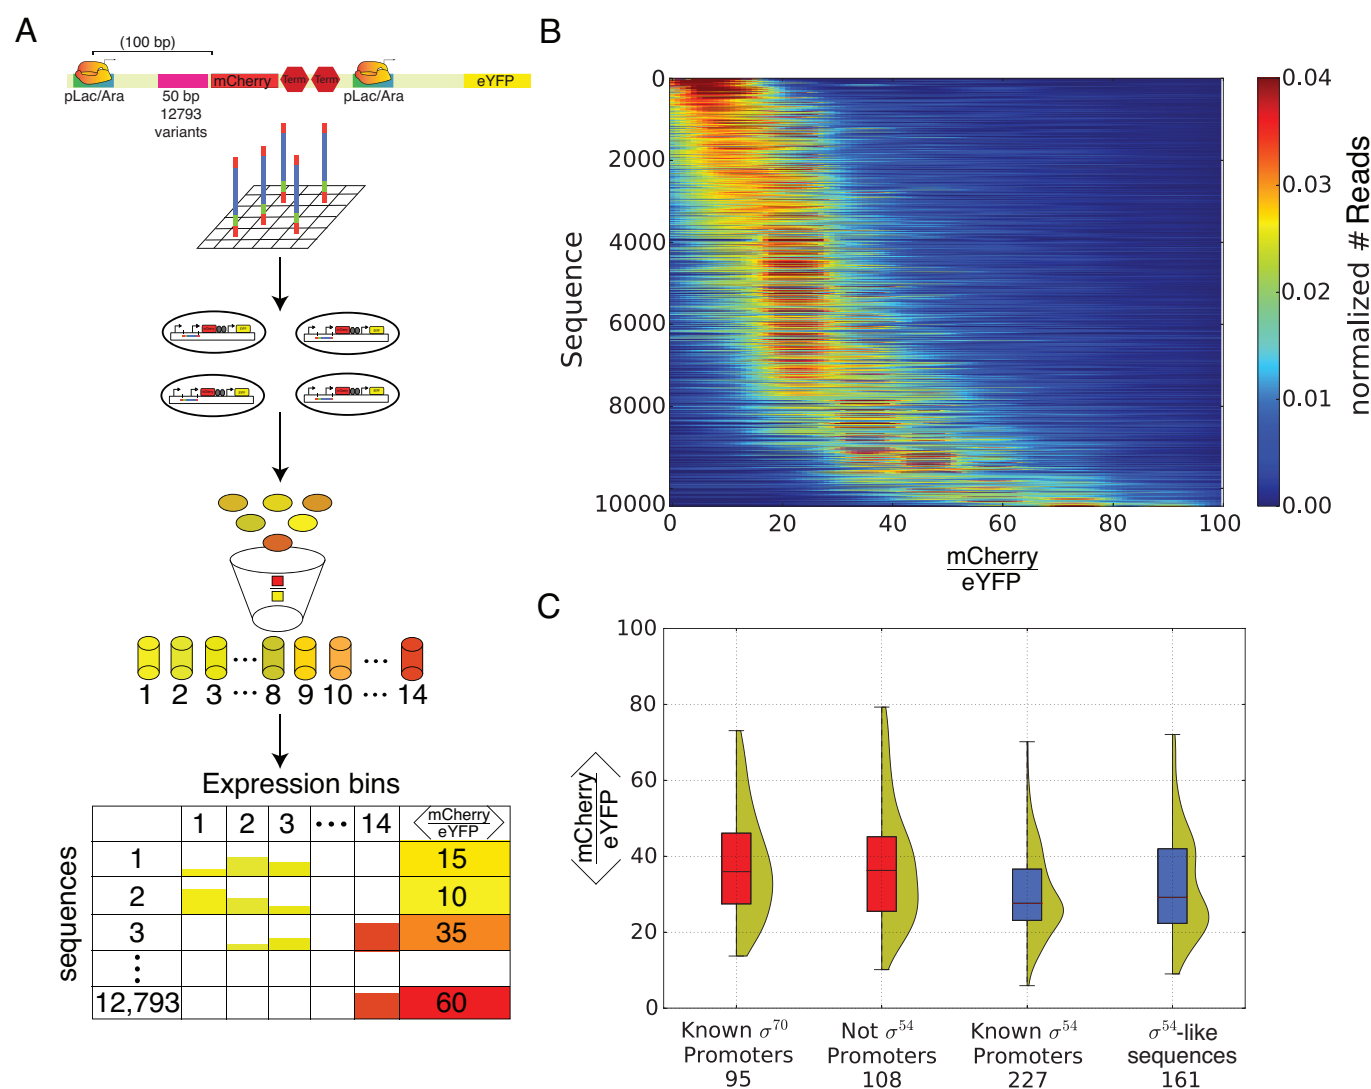 A
(100 bp)
mCherry
Term
Term
eYFP
pLac/Ara
50 bp
12793
variants
pLac/Ara
1 2 3 ••• 8 9 10 ••• 14
Expression bins
1 2 3 ••• 14 mCherry
eYFP
sequences
1 15
2 10
3 35
12,793 60
B
Sequence
0
2000
4000
6000
8000
10000
0 20 40 60 80 100
mCherry
eYFP
0.04
0.03
0.02
0.01
0.00
normalized # Reads
C
mCherry
eYFP
100
80
60
40
20
0
Known σ⁷⁰
Promoters
95
Not σ⁵⁴
Promoters
108
Known σ⁵⁴
Promoters
227
σ⁵⁴-like
sequences
161